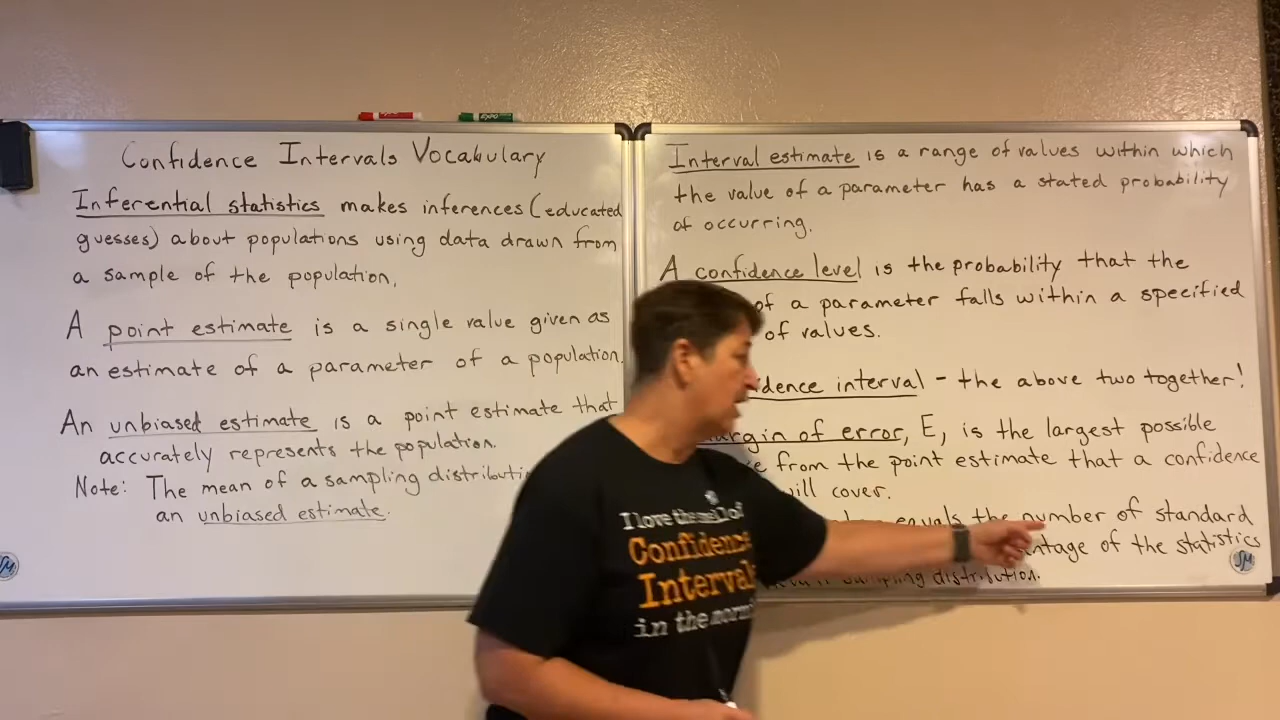 EXPO
Confidence Intervals Vocabulary
Inferential statistics makes inferences (educated
guesses) about populations using data drawn from
a sample of the population.
A point estimate is a single value given as
an estimate of a parameter of a population.
An unbiased estimate is a point estimate that
accurately represents the population.
Note: The mean of a sampling
an unbiased estimate.
SM
Interval estimate is a range of values within which
the value of a parameter has a stated probability
of occurring.
A confidence level is the probability that the
of a parameter falls within a specified
of values.
interval - the above two together!
margin of error, E, is the largest possible
from the point estimate that a confidence
will cover.
equals the number of standard
of the statistics
sampling distribution.
SM
I love the smell of
Confidence
Intervals
in the